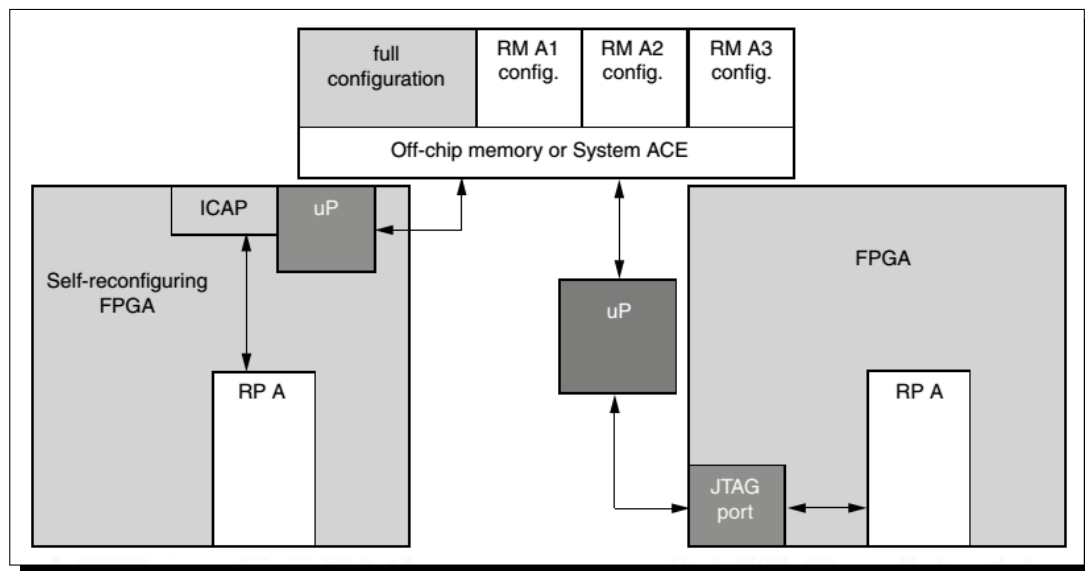 full
configuration
RM A1
config.
RM A2
config.
RM A3
config.
Off-chip memory or System ACE
ICAP
uP
Self-reconfiguring
FPGA
RP A
uP
FPGA
RP A
JTAG
port